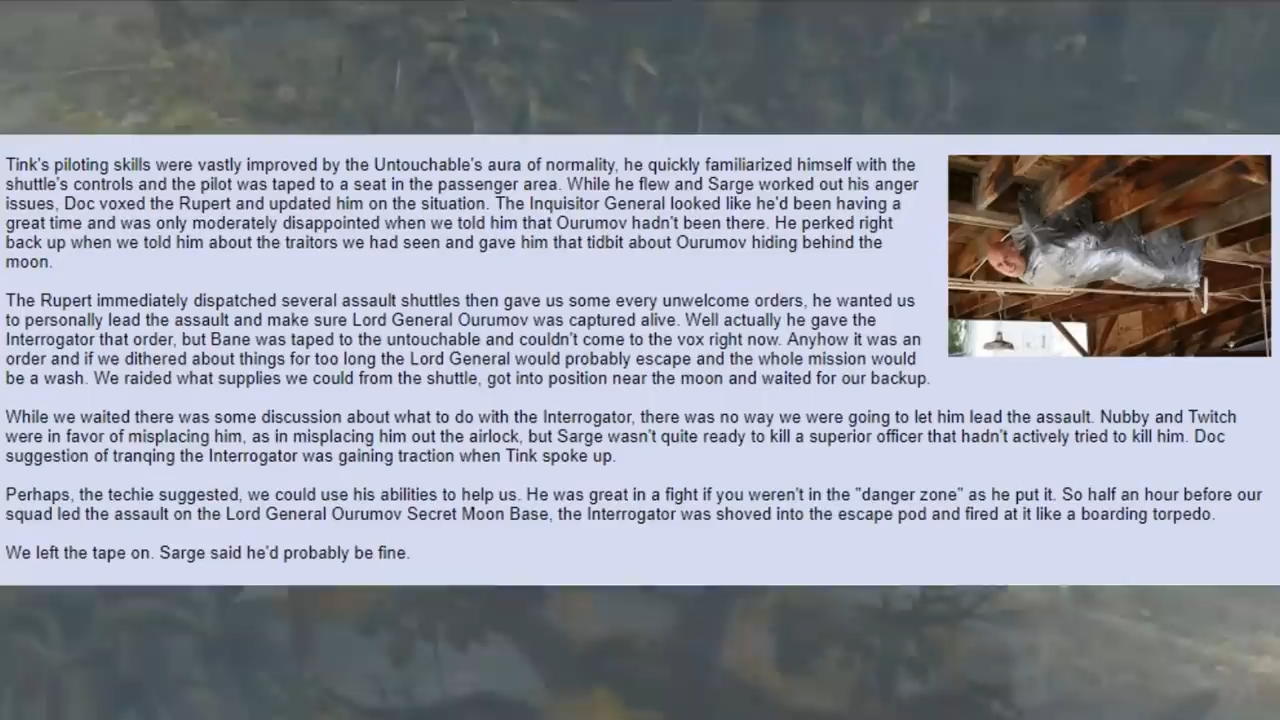 Tink's piloting skills were vastly improved by the Untouchable's aura of normality, he quickly familiarized himself with the
shuttle's controls and the pilot was taped to a seat in the passenger area. While he flew and Sarge worked out his anger
issues, Doc voxed the Rupert and updated him on the situation. The Inquisitor General looked like he'd been having a
great time and was only moderately disappointed when we told him that Ourumov hadn't been there. He perked right
back up when we told him about the traitors we had seen and gave him that tidbit about Ourumov hiding behind the
moon.
The Rupert immediately dispatched several assault shuttles then gave us some every unwelcome orders, he wanted us
to personally lead the assault and make sure Lord General Ourumov was captured alive. Well actually he gave the
Interrogator that order, but Bane was taped to the untouchable and couldn't come to the vox right now. Anyhow it was an
order and if we dithered about things for too long the Lord General would probably escape and the whole mission would
be a wash. We raided what supplies we could from the shuttle, got into position near the moon and waited for our backup.
While we waited there was some discussion about what to do with the Interrogator, there was no way we were going to let him lead the assault. Nubby and Twitch
were in favor of misplacing him, as in misplacing him out the airlock, but Sarge wasn't quite ready to kill a superior officer that hadn't actively tried to kill him. Doc
suggestion of tranqing the Interrogator was gaining traction when Tink spoke up.
Perhaps, the techie suggested, we could use his abilities to help us. He was great in a fight if you weren't in the "danger zone" as he put it. So half an hour before our
squad led the assault on the Lord General Ourumov Secret Moon Base, the Interrogator was shoved into the escape pod and fired at it like a boarding torpedo.
We left the tape on. Sarge said he'd probably be fine.